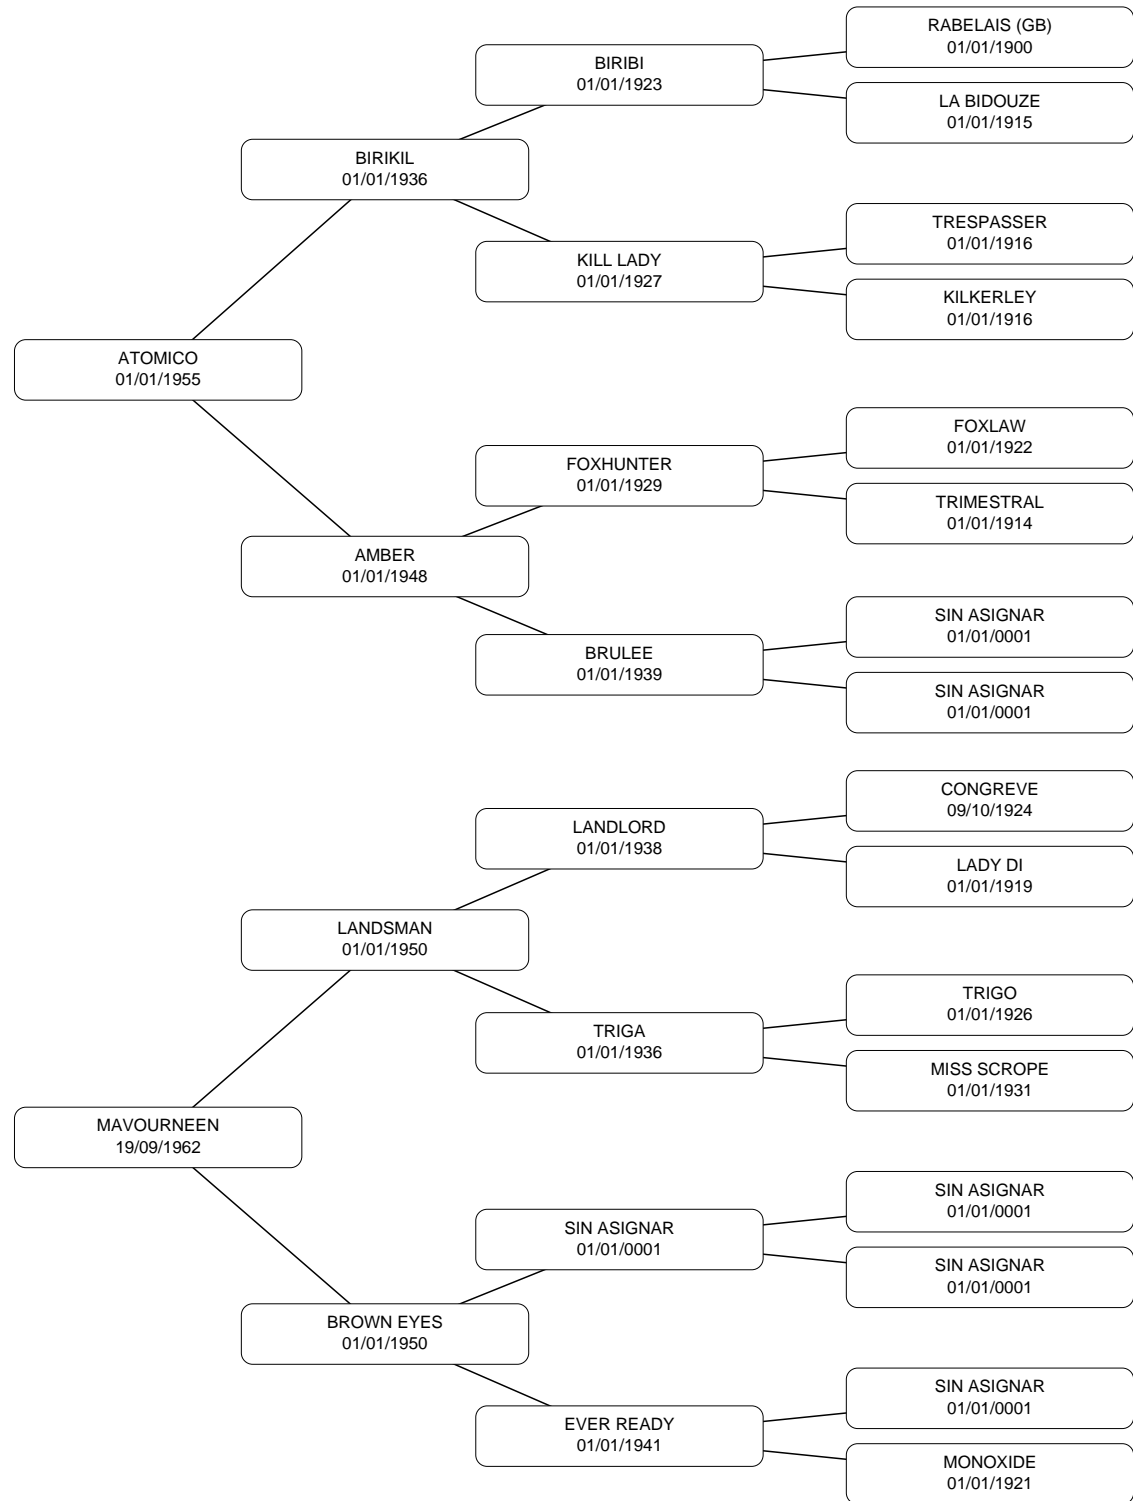 RABELAIS (GB)
01/01/1900
BIRIBI
01/01/1923
LA BIDOUZE
01/01/1915
BIRIKIL
01/01/1936
TRESPASSER
01/01/1916
KILL LADY
01/01/1927
KILKERLEY
01/01/1916
ATOMICO
01/01/1955
FOXLAW
01/01/1922
FOXHUNTER
01/01/1929
TRIMESTRAL
01/01/1914
AMBER
01/01/1948
SIN ASIGNAR
01/01/0001
BRULEE
01/01/1939
SIN ASIGNAR
01/01/0001
CONGREVE
09/10/1924
LANDLORD
01/01/1938
LADY DI
01/01/1919
LANDSMAN
01/01/1950
TRIGO
01/01/1926
TRIGA
01/01/1936
MISS SCROPE
01/01/1931
MAVOURNEEN
19/09/1962
SIN ASIGNAR
01/01/0001
SIN ASIGNAR
01/01/0001
SIN ASIGNAR
01/01/0001
BROWN EYES
01/01/1950
SIN ASIGNAR
01/01/0001
EVER READY
01/01/1941
MONOXIDE
01/01/1921